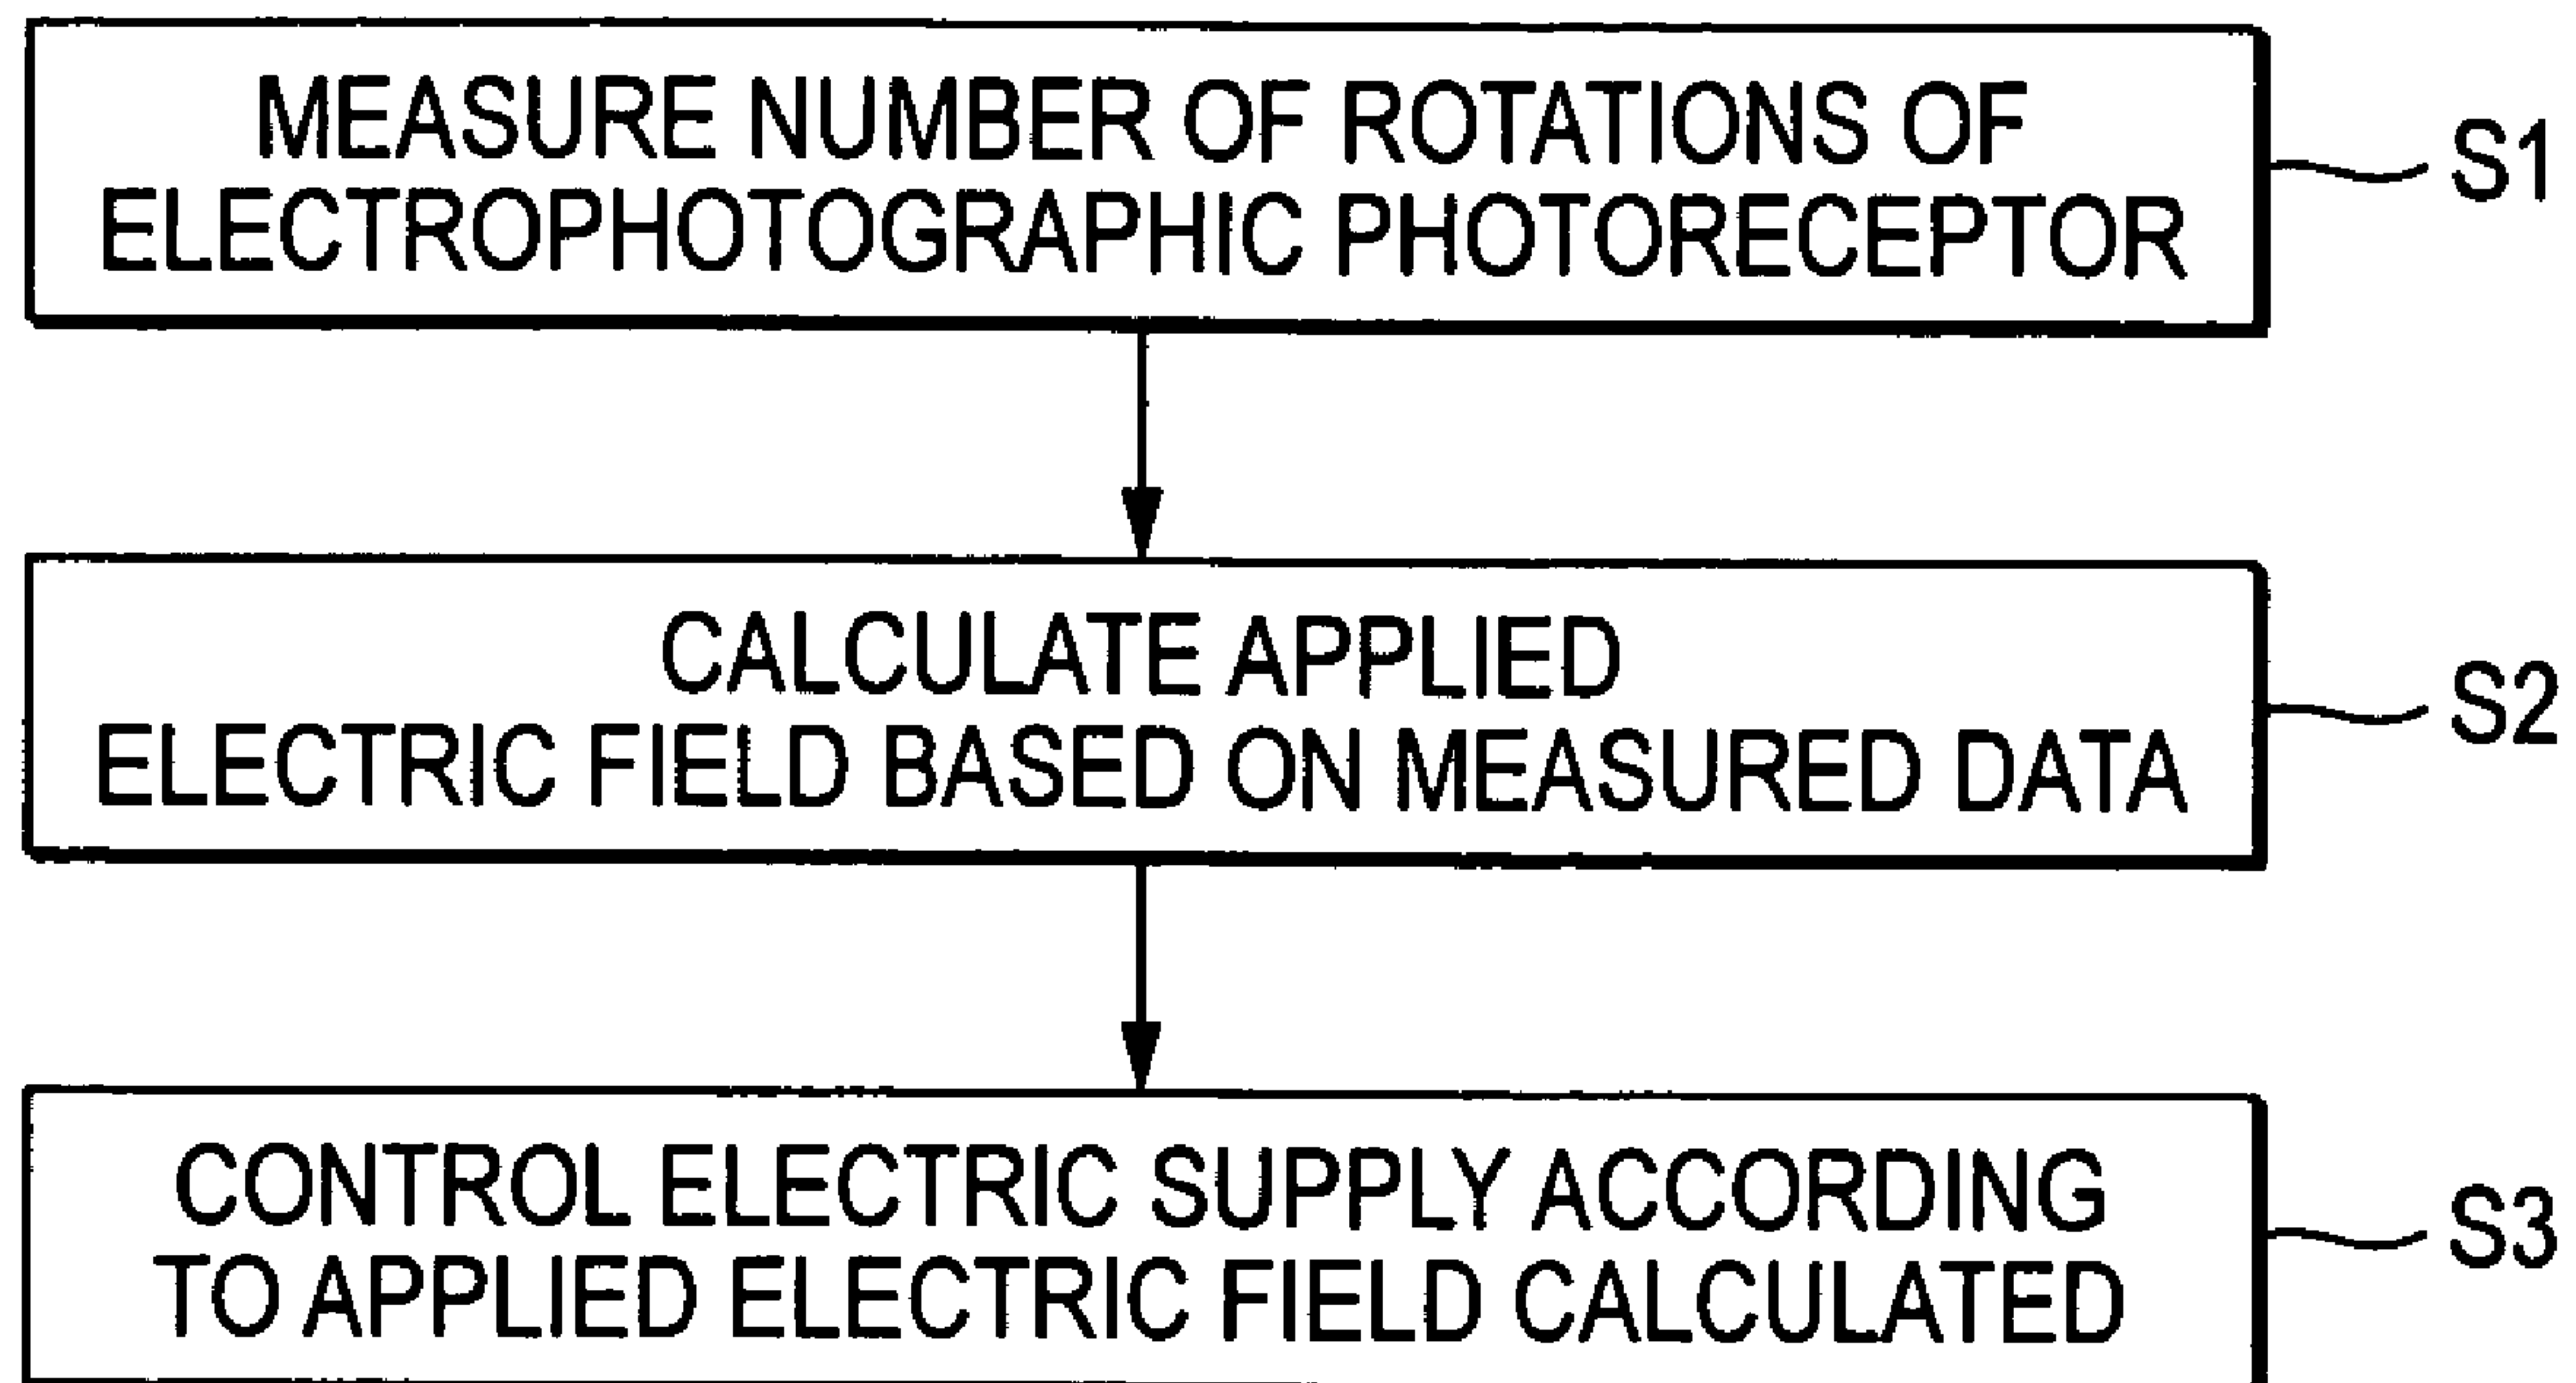 MEASURE NUMBER OF ROTATIONS OF
ELECTROPHOTOGRAPHIC PHOTORECEPTOR
S1
CALCULATE APPLIED
ELECTRIC FIELD BASED ON MEASURED DATA
S2
CONTROL ELECTRIC SUPPLY ACCORDING
TO APPLIED ELECTRIC FIELD CALCULATED
S3